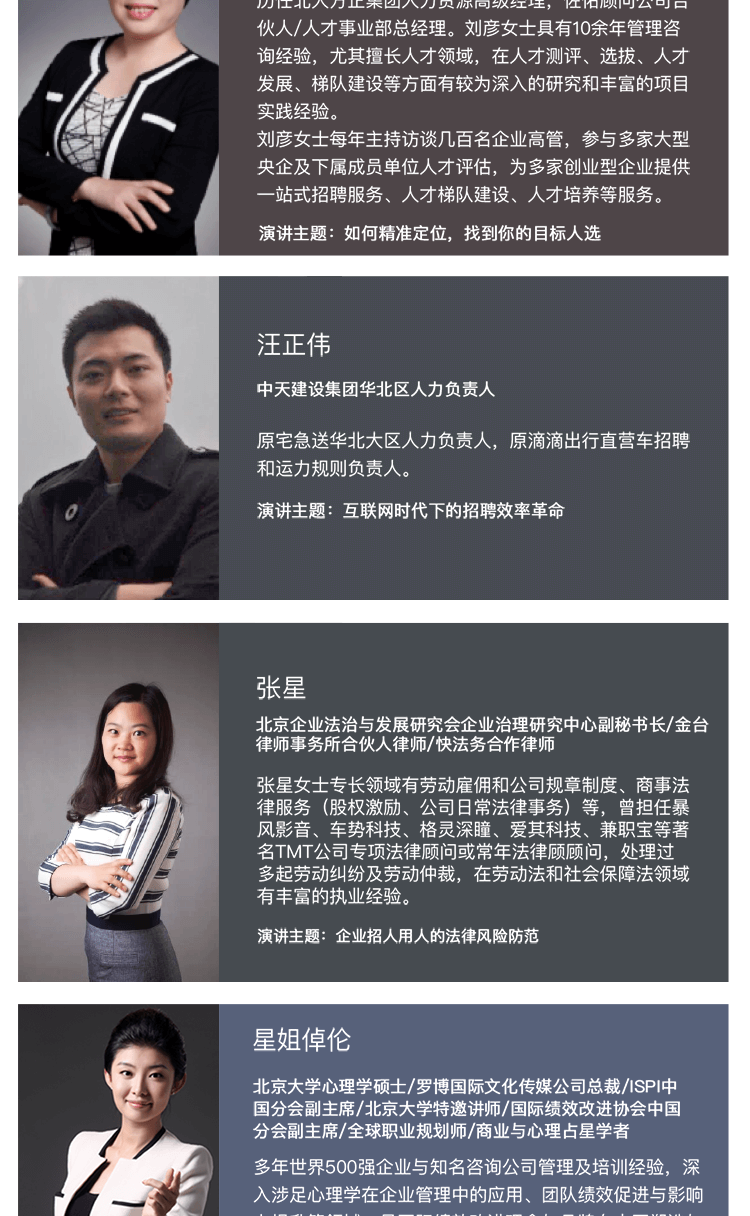 历任北大方正集团人力资源高级经理，佐佑顾问公司合
伙人/人才事业部总经理。刘彦女士具有10余年管理咨
询经验，尤其擅长人才领域，在人才测评、选拔、人才
发展、梯队建设等方面有较为深入的研究和丰富的项目
实践经验。
刘彦女士每年主持访谈几百名企业高管，参与多家大型
央企及下属成员单位人才评估，为多家创业型企业提供
一站式招聘服务、人才梯队建设、人才培养等服务。
演讲主题：如何精准定位，找到你的目标人选
汪正伟
中天建设集团华北区人力负责人
原宅急送华北大区人力负责人，原滴滴出行直营车招聘
和运力规则负责人。
演讲主题：互联网时代下的招聘效率革命
张星
北京企业法治与发展研究会企业治理研究中心副秘书长/金台
律师事务所合伙人律师/快法务合作律师
张星女士专长领域有劳动雇佣和公司规章制度、商事法
律服务（股权激励、公司日常法律事务）等，曾担任暴
风影音、车势科技、格灵深瞳、爱其科技、兼职宝等著
名TMT公司专项法律顾问或常年法律顾顾问，处理过
多起劳动纠纷及劳动仲裁，在劳动法和社会保障法领域
有丰富的执业经验。
演讲主题：企业招人用人的法律风险防范
星姐倬伦
北京大学心理学硕士/罗博国际文化传媒公司总裁/ISPI中
国分会副主席/北京大学特邀讲师/国际绩效改进协会中国
分会副主席/全球职业规划师/商业与心理占星学者
多年世界500强企业与知名咨询公司管理及培训经验，深
入涉足心理学在企业管理中的应用、团队绩效促进与影响